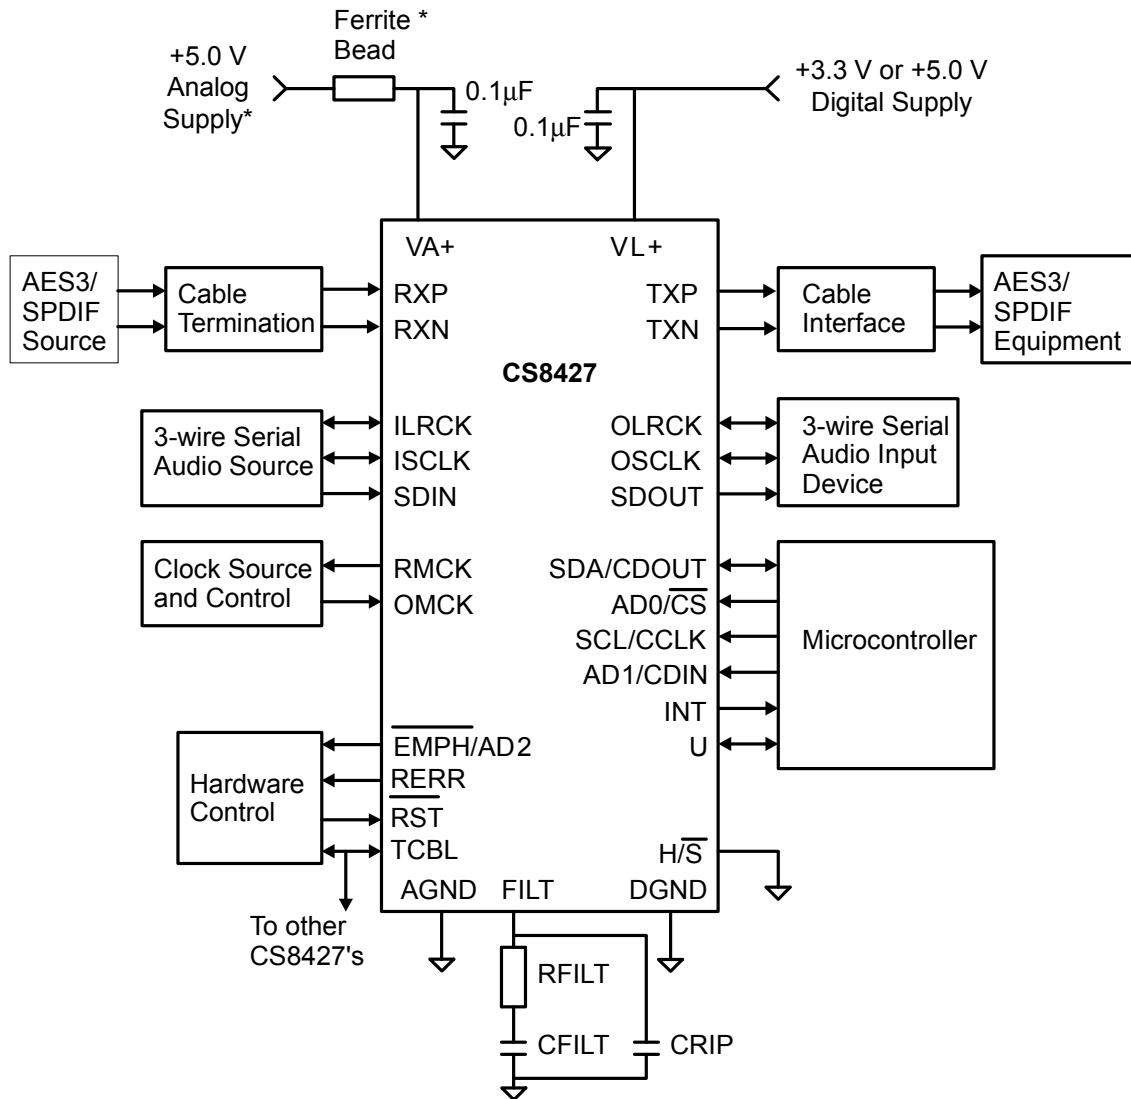 Ferrite *
Bead
+5.0 V
Analog
Supply*
0.1µF
0.1µF
+3.3 V or +5.0 V
Digital Supply
VA+
VL+
AES3/
SPDIF
Source
Cable
Termination
RXP
RXN
TXP
TXN
Cable
Interface
AES3/
SPDIF
Equipment
CS8427
3-wire Serial
Audio Source
ILRCK
ISCLK
SDIN
OLRCK
OSCLK
SDOUT
3-wire Serial
Audio Input
Device
Clock Source
and Control
RMCK
OMCK
SDA/CDOUT
AD0/C̅S̅
SCL/CCLK
AD1/CDIN
INT
U
Microcontroller
Hardware
Control
E̅M̅P̅H̅/AD2
RERR
R̅S̅T̅
TCBL
H/S̅
AGND
FILT
DGND
To other
CS8427's
RFILT
CFILT
CRIP